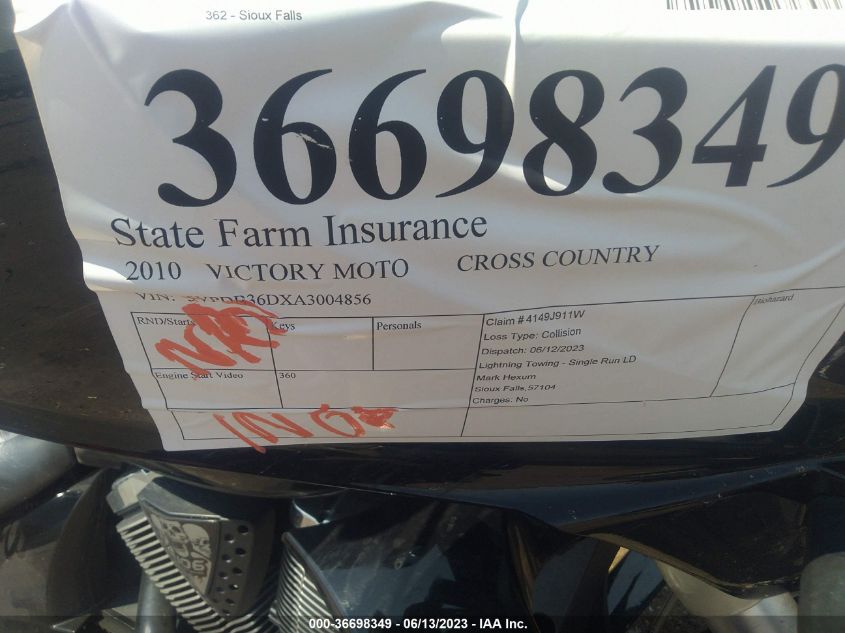 362 - Sioux Falls
36698349
State Farm Insurance
2010 VICTORY MOTO CROSS COUNTRY
VIN:
RND/Starts
Keys
Personals
Claim # 4149J911W
Loss Type: Collision
Dispatch: 06/12/2023
Lightning Towing - Single Run LD
Mark Hexum
Sioux Falls,57104
Charges: No
Biohazard
Engine Start Video
360
106
000-36698349 - 06/13/2023 - IAA Inc.